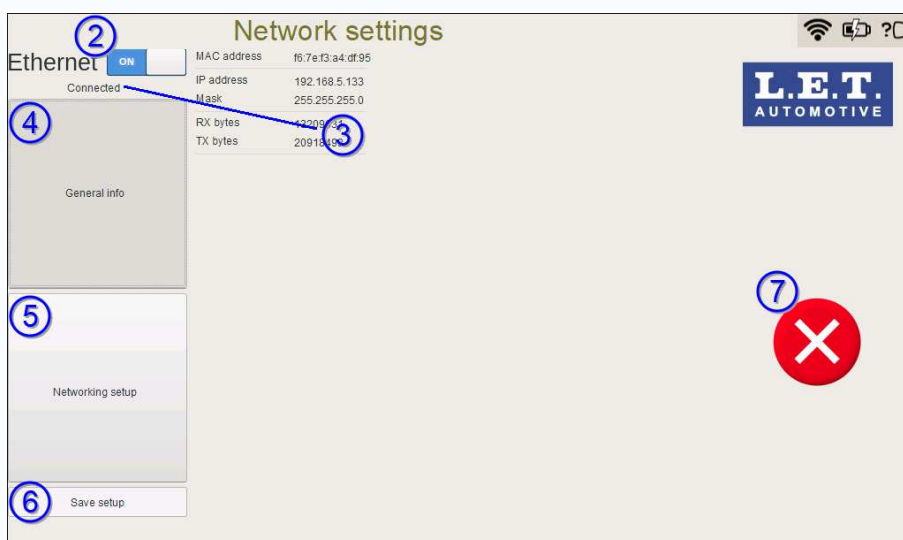 Network settings
?
2
Ethernet ON
Connected
MAC address f6:7e:f3:a4:df:95
IP address 192.168.5.133
Mask 255.255.255.0
RX bytes
TX bytes
3
L.E.T.
AUTOMOTIVE
4
General info
5
Networking setup
6
Save setup
7